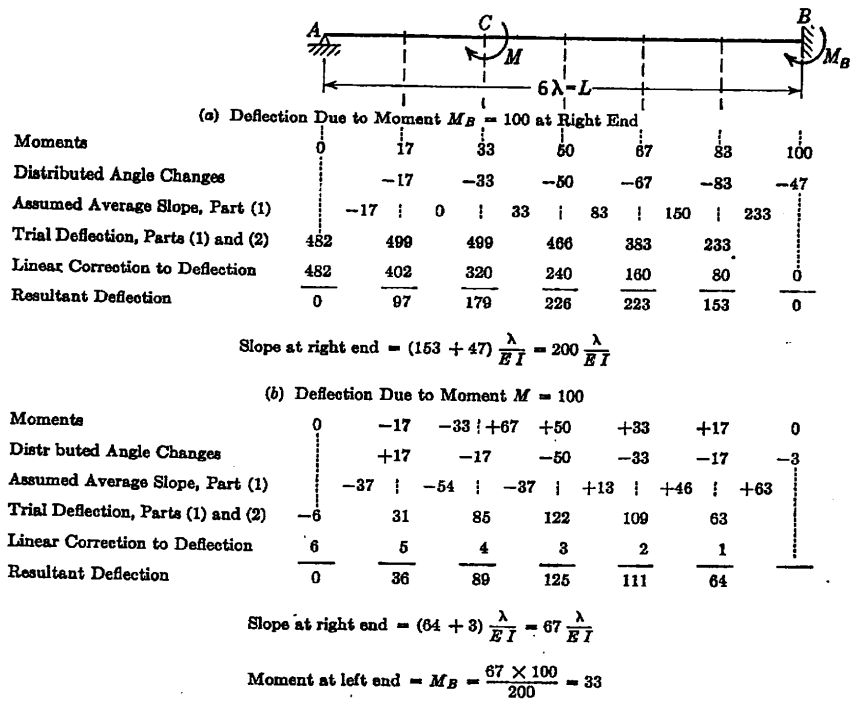 A C B
M M_B
6λ=L
(a) Deflection Due to Moment M_B = 100 at Right End
Moments 0 17 33 50 67 83 100
Distributed Angle Changes −17 −33 −50 −67 −83 −47
Assumed Average Slope, Part (1) −17 0 33 83 150 233
Trial Deflection, Parts (1) and (2) 482 499 499 466 383 233
Linear Correction to Deflection 482 402 320 240 160 80 0
Resultant Deflection 0 97 179 226 223 153 0
Slope at right end = (153 + 47) λ/EI = 200 λ/EI
(b) Deflection Due to Moment M = 100
Moments 0 −17 −33 +67 +50 +33 +17 0
Distr buted Angle Changes +17 −17 −50 −33 −17 −3
Assumed Average Slope, Part (1) −37 −54 −37 +13 +46 +63
Trial Deflection, Parts (1) and (2) −6 31 85 122 109 63
Linear Correction to Deflection 6 5 4 3 2 1
Resultant Deflection 0 36 89 125 111 64
Slope at right end = (64 + 3) λ/EI = 67 λ/EI
Moment at left end = M_B = 67 × 100/200 = 33